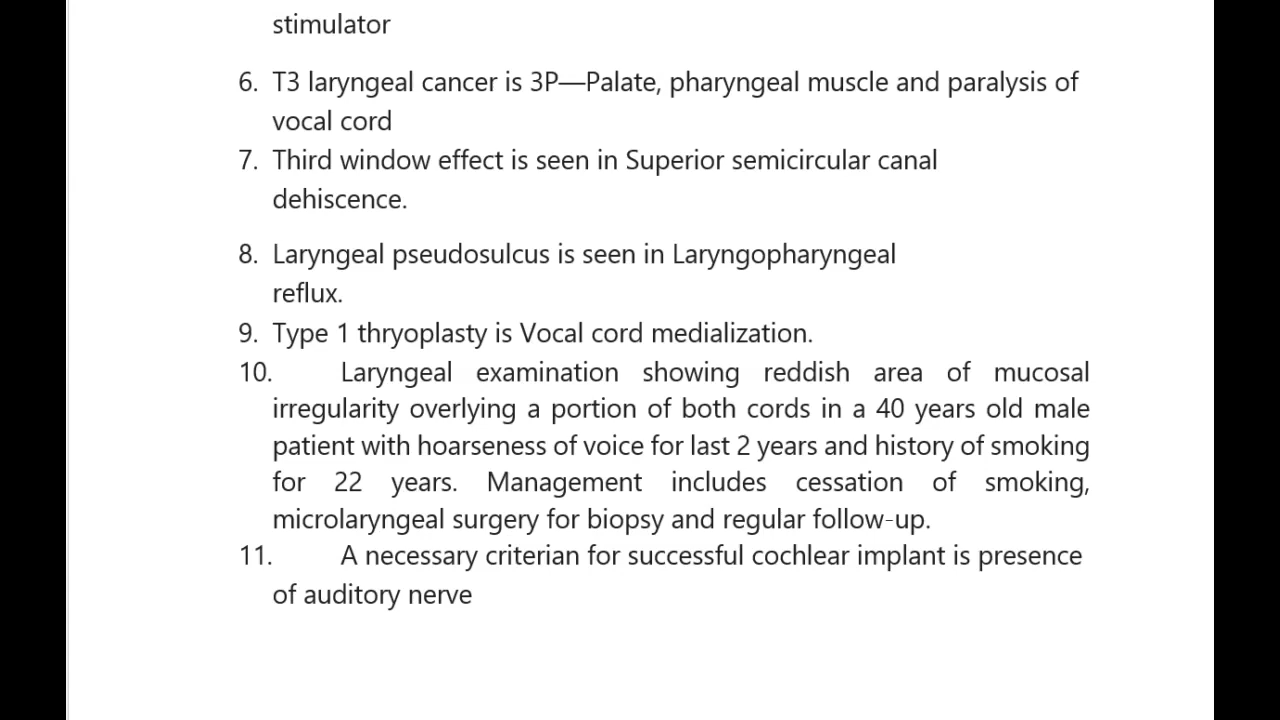 stimulator
6. T3 laryngeal cancer is 3P—Palate, pharyngeal muscle and paralysis of
vocal cord
7. Third window effect is seen in Superior semicircular canal
dehiscence.
8. Laryngeal pseudosulcus is seen in Laryngopharyngeal
reflux.
9. Type 1 thryoplasty is Vocal cord medialization.
10. Laryngeal examination showing reddish area of mucosal
irregularity overlying a portion of both cords in a 40 years old male
patient with hoarseness of voice for last 2 years and history of smoking
for 22 years. Management includes cessation of smoking,
microlaryngeal surgery for biopsy and regular follow-up.
11. A necessary criterian for successful cochlear implant is presence
of auditory nerve